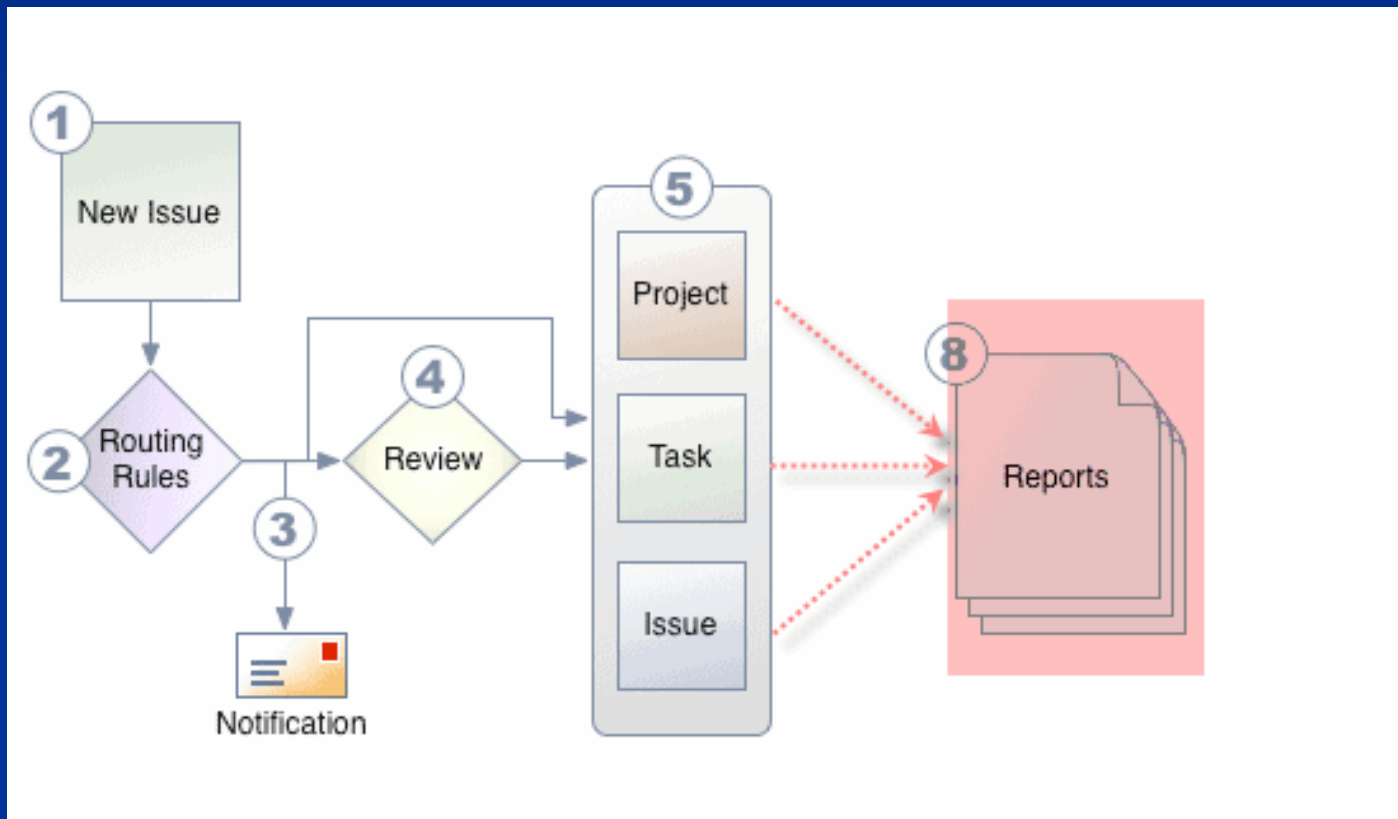 1
New Issue
2
Routing
Rules
3
Notification
4
Review
5
Project
Task
Issue
8
Reports